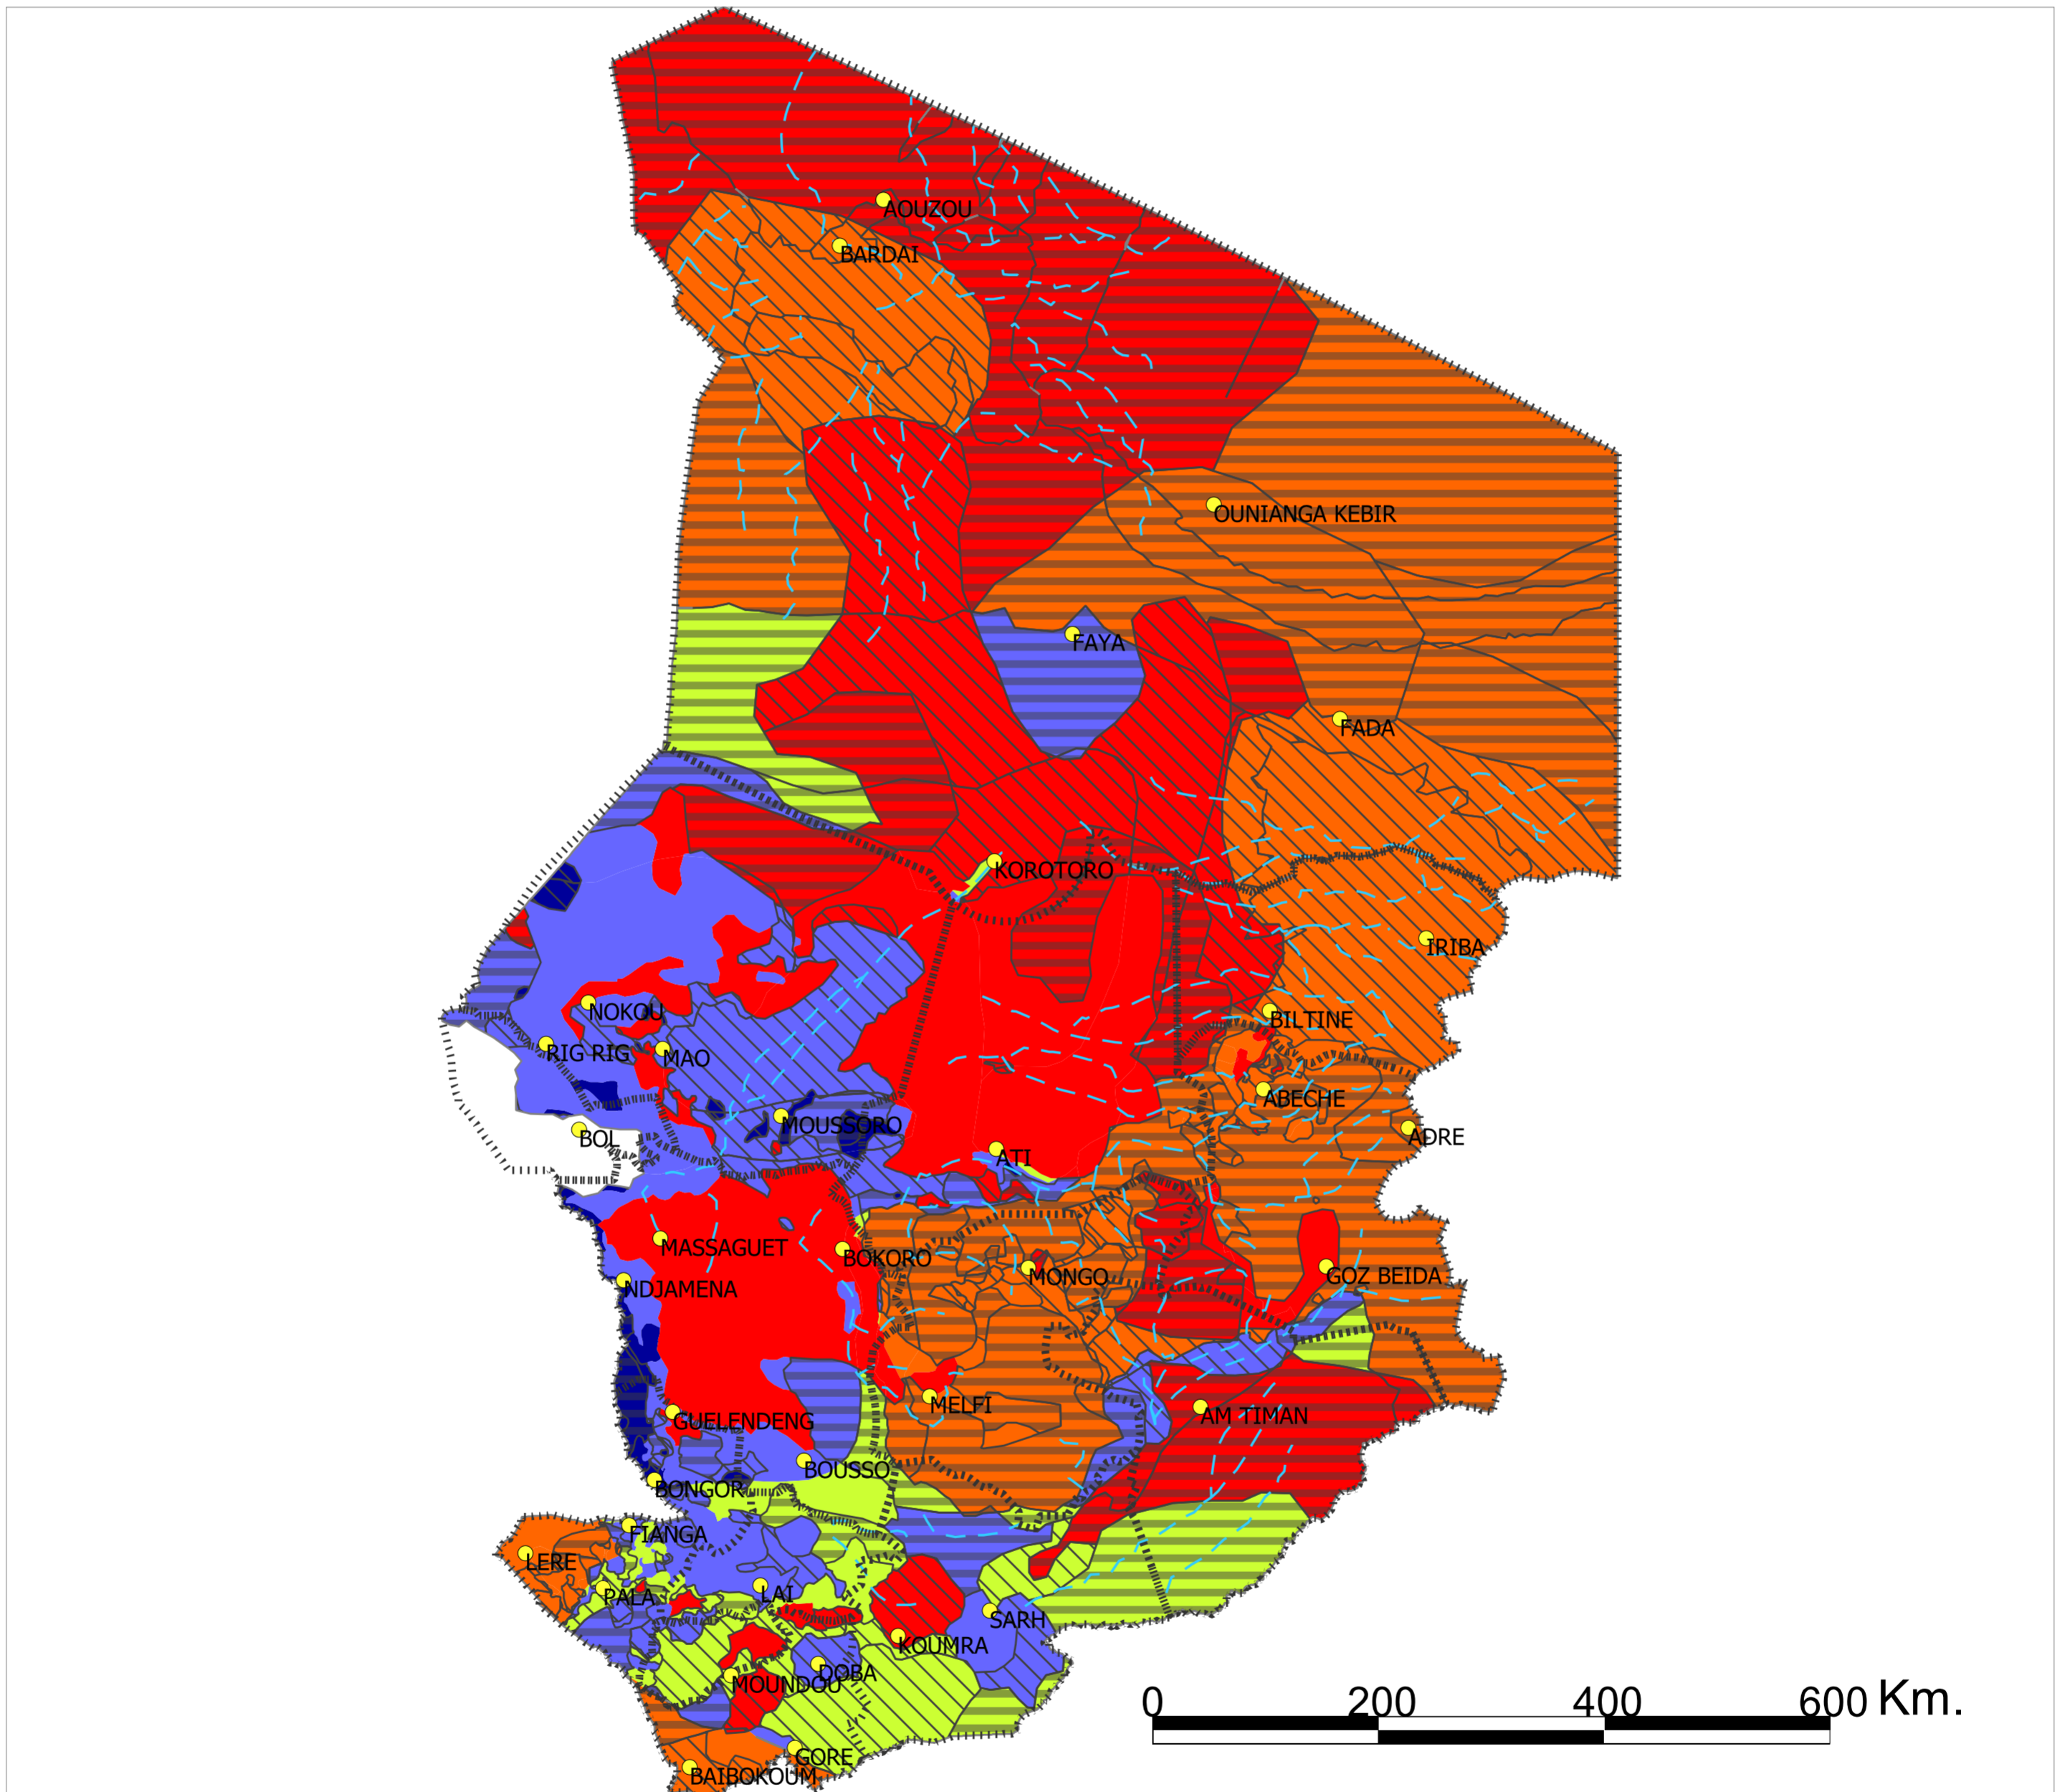 AOUZOU
BARDAI
OUNIANGA KEBIR
FAYA
FADA
KOROTORO
IRIBA
NOKOU
BILTINE
RIG RIG
MAO
ABECHE
MOUSSORO
BOL
ADRE
ATI
MASSAGUET
BOKORO
MONGO
GOZ BEIDA
NDJAMENA
MELFI
AM TIMAN
GUELENDENG
BOUSSO
BONGOR
FIANGA
LERE
PALA
LAI
SARH
KOUMRA
DOBA
MOUNDOU
0 200 400 600 Km.
GORE
BAIBOKOUM